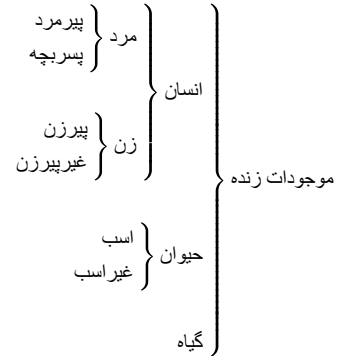 موجودات زنده
انسان
مرد
پیرمرد
پسربچه
زن
پیرزن
غیرپیرزن
حیوان
اسب
غیراسب
گیاه